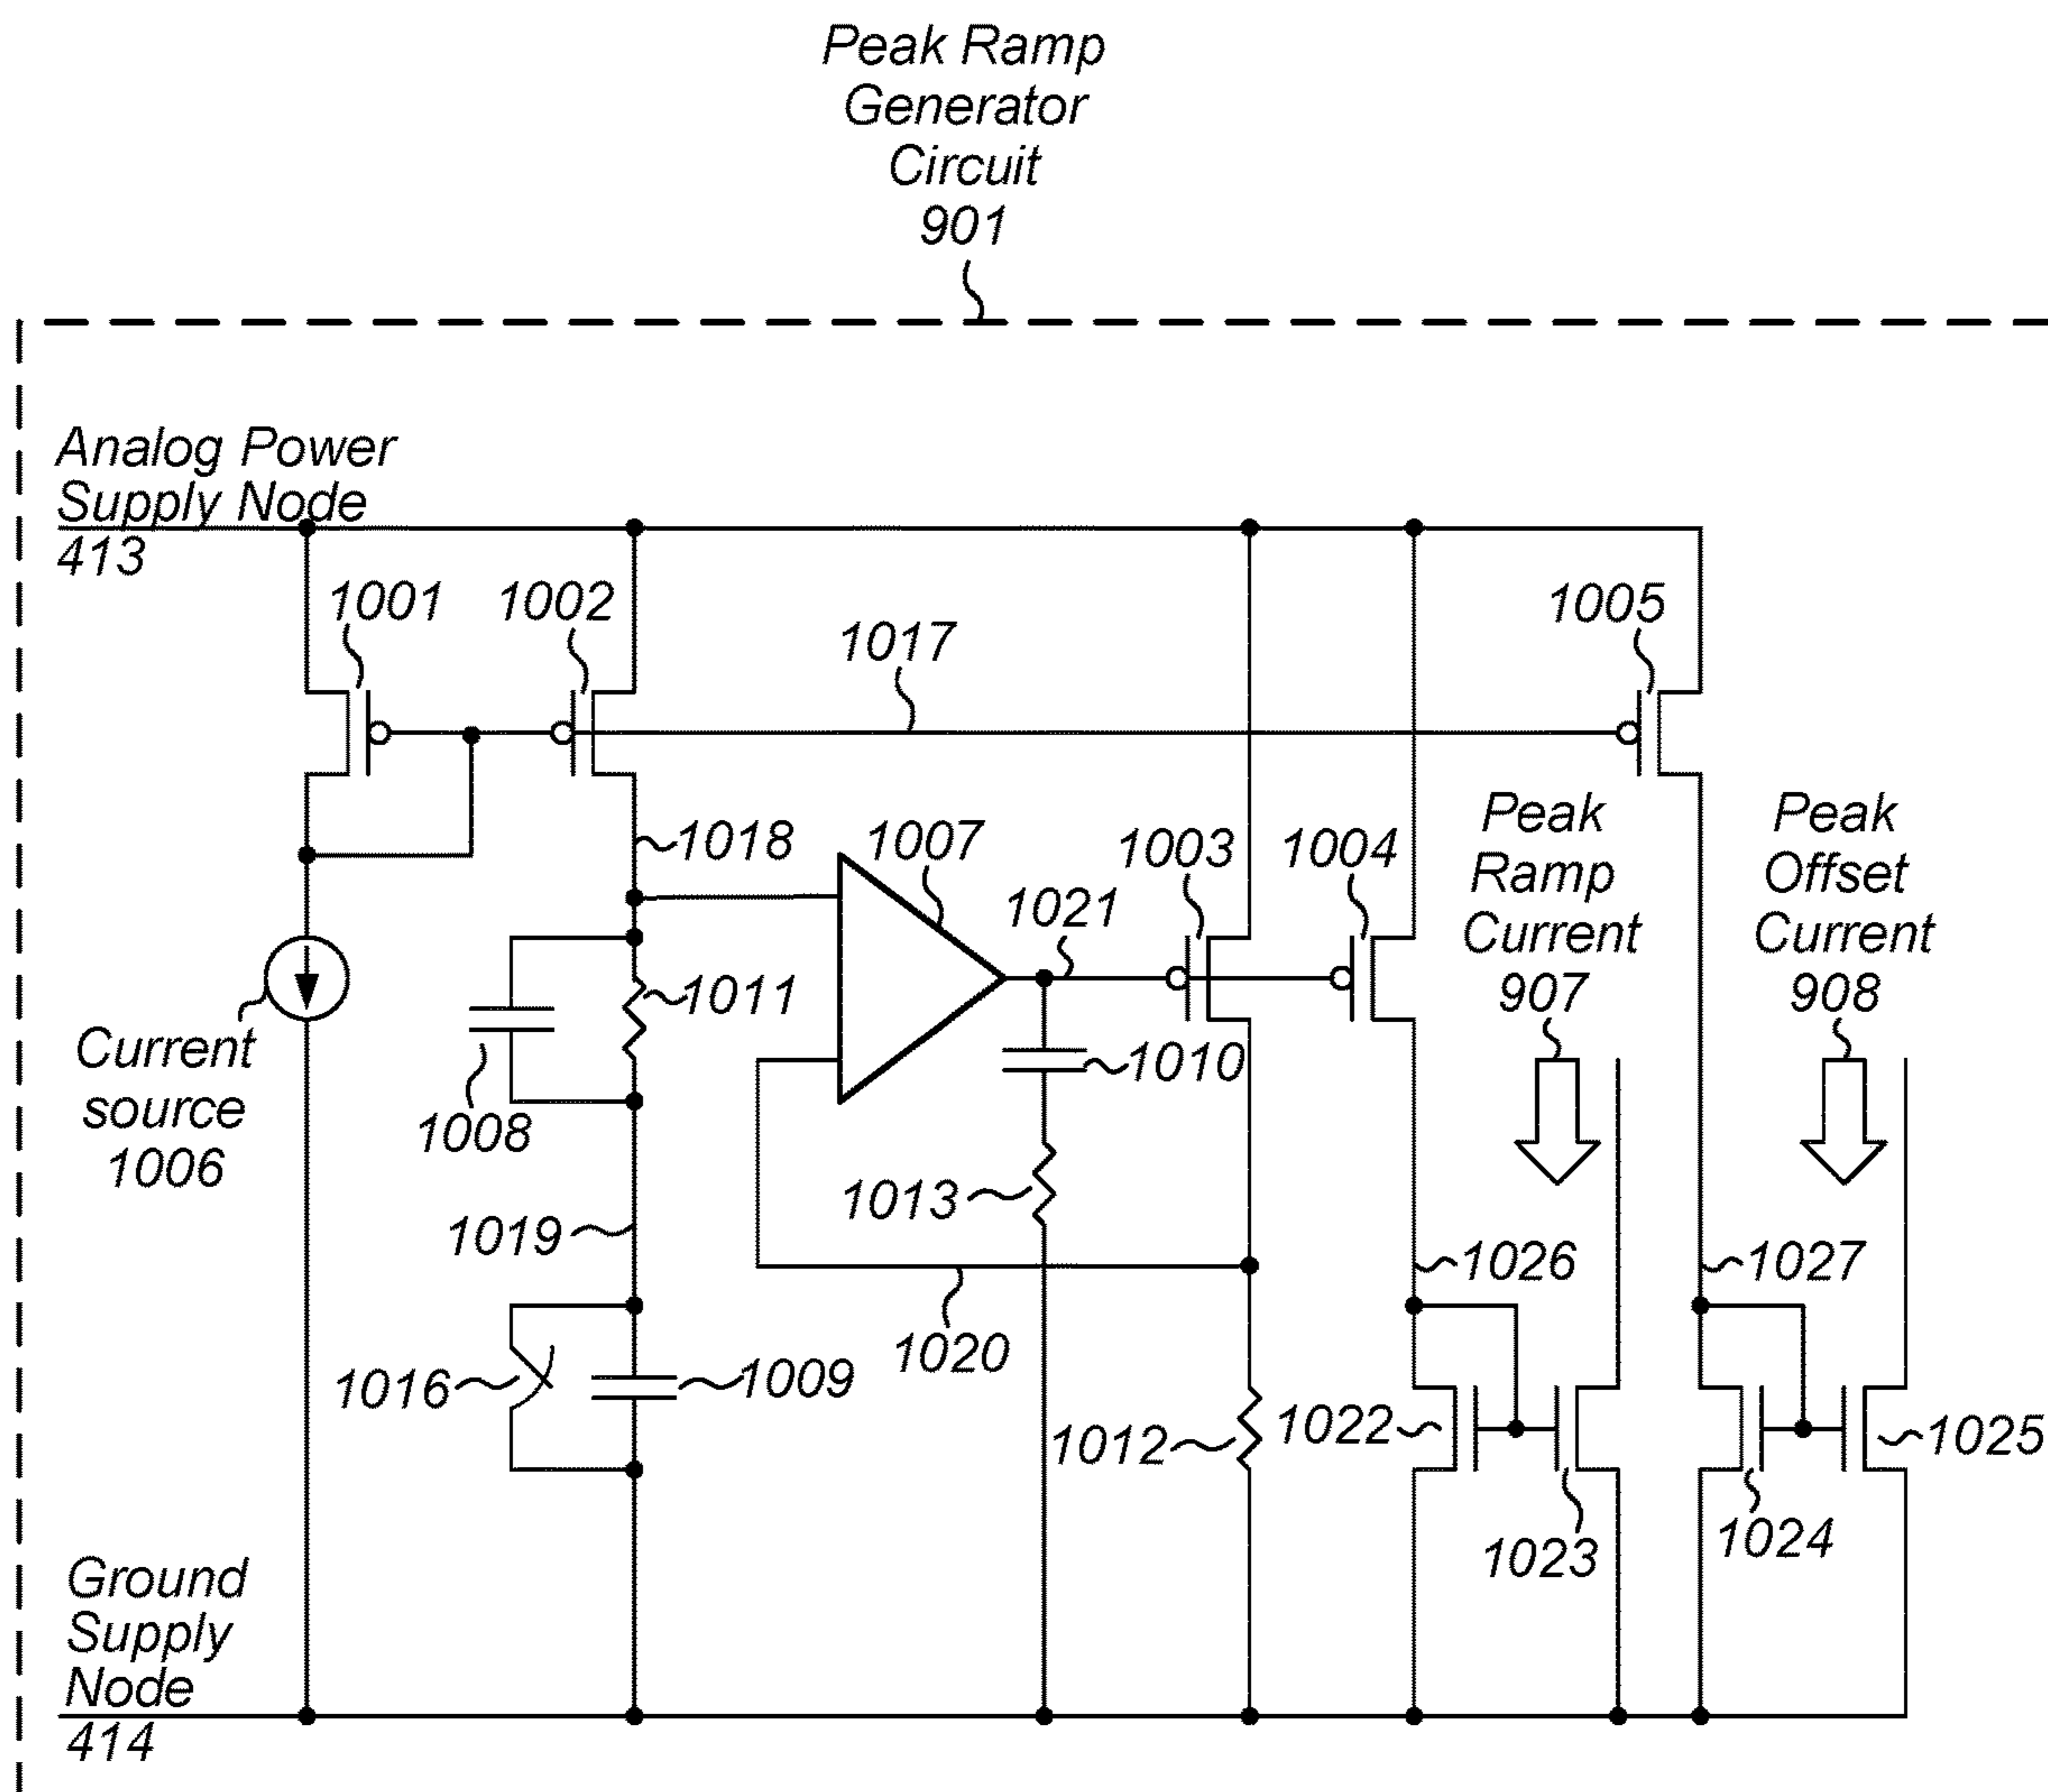 Peak Ramp
Generator
Circuit
901
Analog Power
Supply Node
413
1001
1002
1017
1005
1018
1007
1003
1004
1021
Peak
Ramp
Current
907
Peak
Offset
Current
908
1011
1010
Current
source
1006
1008
1013
1019
1026
1027
1020
1016
1009
1012
1022
1025
1023
1024
Ground
Supply
Node
414